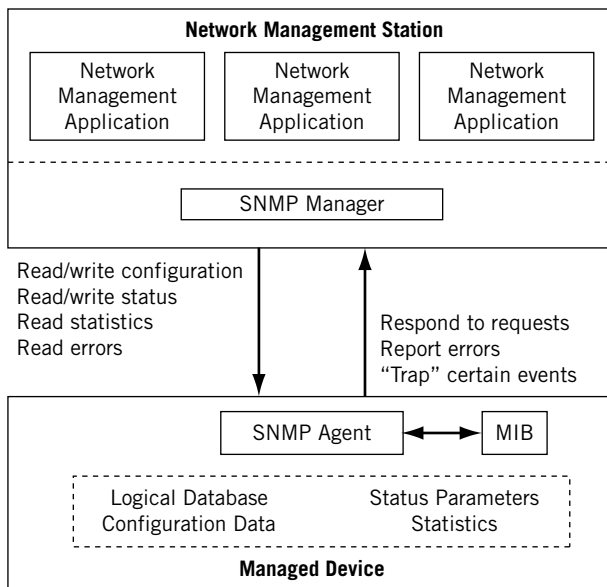 Network Management Station
Network Management Application
Network Management Application
Network Management Application
SNMP Manager
Read/write configuration
Read/write status
Read statistics
Read errors
Respond to requests
Report errors
“Trap” certain events
SNMP Agent
MIB
Logical Database
Configuration Data
Status Parameters
Statistics
Managed Device